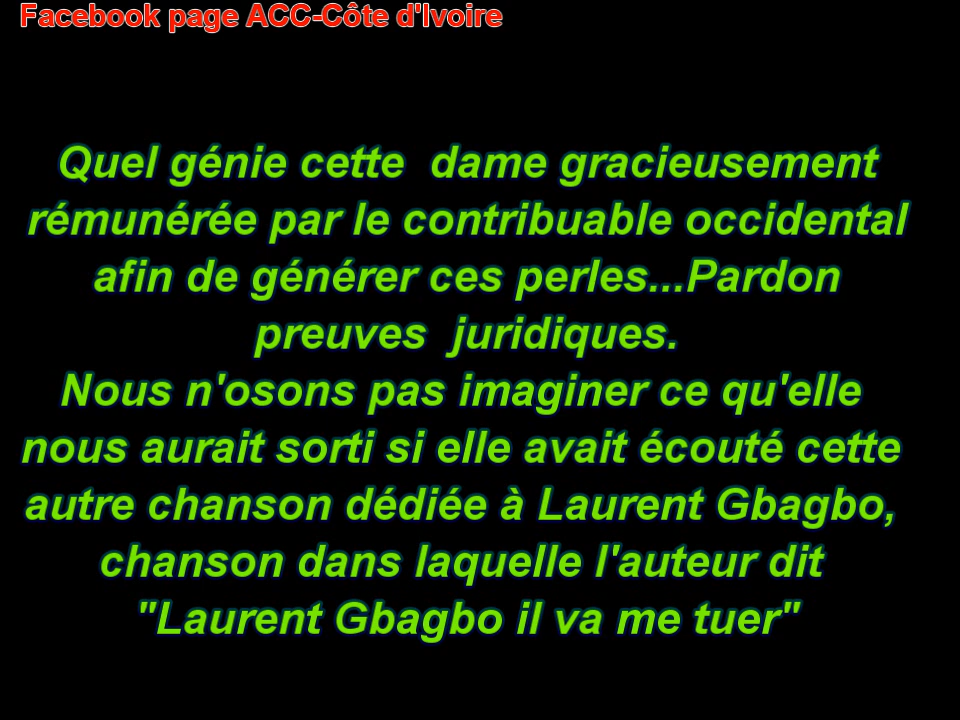 Facebook page ACC-Côte d'Ivoire
Quel génie cette dame gracieusement
rémunérée par le contribuable occidental
afin de générer ces perles...Pardon
preuves juridiques.
Nous n'osons pas imaginer ce qu'elle
nous aurait sorti si elle avait écouté cette
autre chanson dédiée à Laurent Gbagbo,
chanson dans laquelle l'auteur dit
"Laurent Gbagbo il va me tuer"